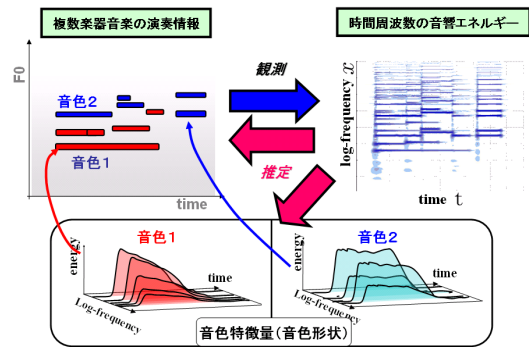 複数楽器音楽の演奏情報
時間周波数の音響エネルギー
F0
音色2
音色1
time
観測
推定
x
log-frequency
time t
音色1
energy
time
Log-frequency
音色2
energy
time
Log-frequency
音色特徴量(音色形状)